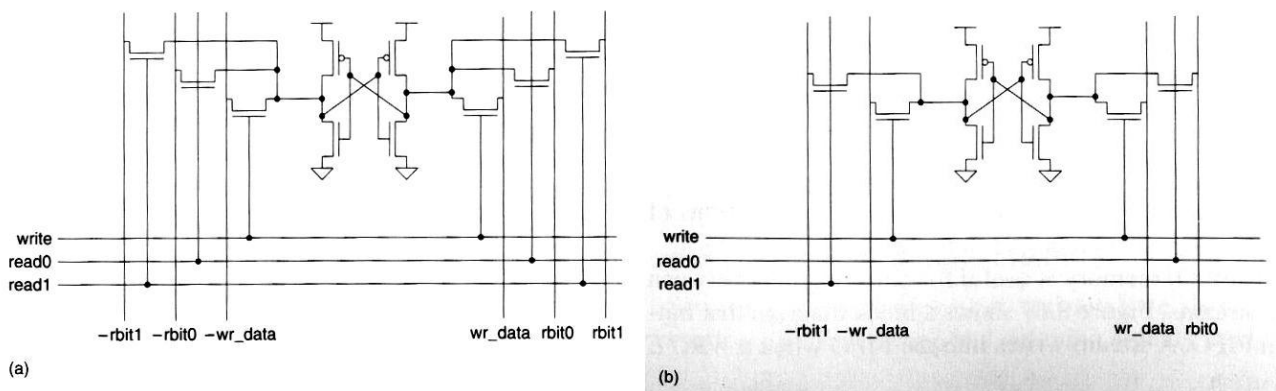 write
read0
read1
−rbit1 −rbit0 −wr_data wr_data rbit0 rbit1
(a)
write
read0
read1
−rbit1 −wr_data wr_data rbit0
(b)